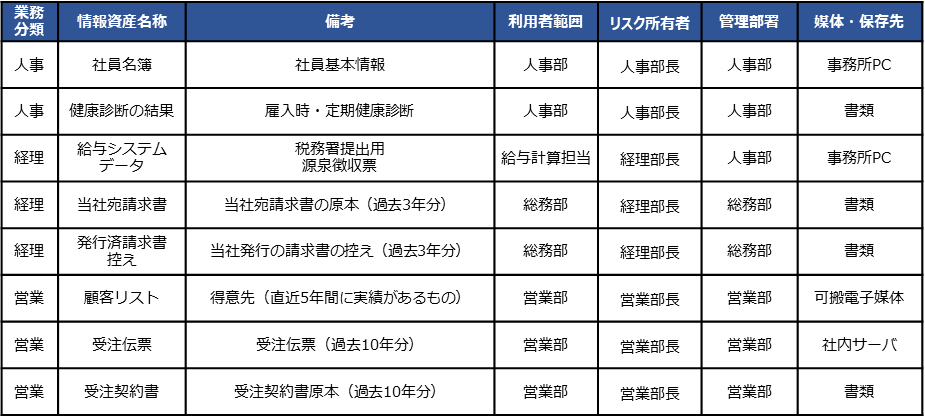 業務
分類
情報資産名称
備考
利用者範囲
リスク所有者
管理部署
媒体・保存先
人事
社員名簿
社員基本情報
人事部
人事部長
人事部
事務所PC
人事
健康診断の結果
雇入時・定期健康診断
人事部
人事部長
人事部
書類
経理
給与システム
データ
税務署提出用
源泉徴収票
給与計算担当
経理部長
人事部
事務所PC
経理
当社宛請求書
当社宛請求書の原本（過去3年分）
総務部
経理部長
総務部
書類
経理
発行済請求書
控え
当社発行の請求書の控え（過去3年分）
総務部
経理部長
総務部
書類
営業
顧客リスト
得意先（直近5年間に実績があるもの）
営業部
営業部長
営業部
可搬電子媒体
営業
受注伝票
受注伝票（過去10年分）
営業部
営業部長
営業部
社内サーバ
営業
受注契約書
受注契約書原本（過去10年分）
営業部
営業部長
営業部
書類